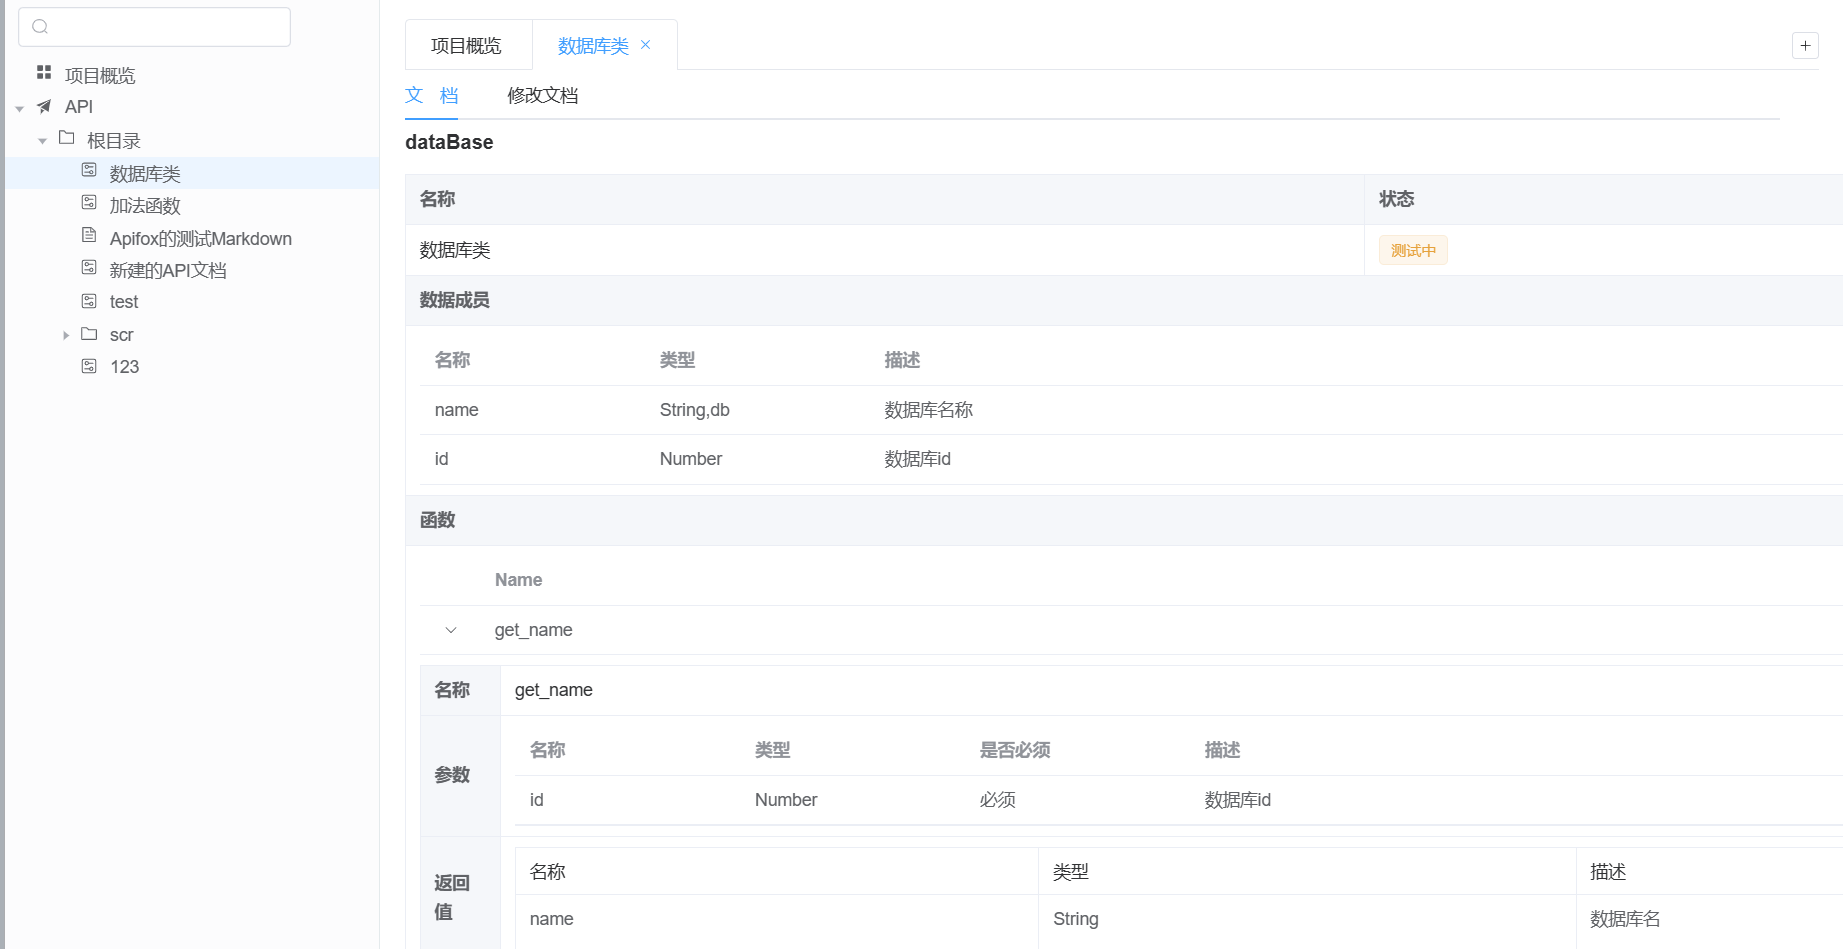 项目概览
API
根目录
数据库类
加法函数
Apifox的测试Markdown
新建的API文档
test
scr
123
项目概览 数据库类
文 档 修改文档
dataBase
名称 状态
数据库类 测试中
数据成员
名称 类型 描述
name String,db 数据库名称
id Number 数据库id
函数
Name
get_name
名称 get_name
参数
名称 类型 是否必须 描述
id Number 必须 数据库id
返回值
名称 类型 描述
name String 数据库名